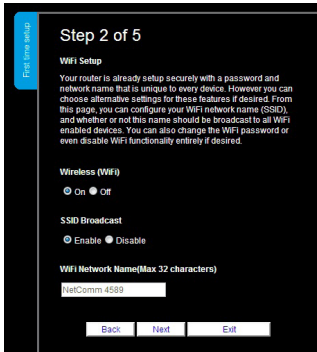 First time setup
Step 2 of 5
WiFi Setup
Your router is already setup securely with a password and
network name that is unique to every device. However you can
choose alternative settings for these features if desired. From
this page, you can configure your WiFi network name (SSID),
and whether or not this name should be broadcast to all WiFi
enabled devices. You can also change the WiFi password or
even disable WiFi functionality entirely if desired.
Wireless (WiFi)
On Off
SSID Broadcast
Enable Disable
WiFi Network Name(Max 32 characters)
NetComm 4589
Back Next Exit